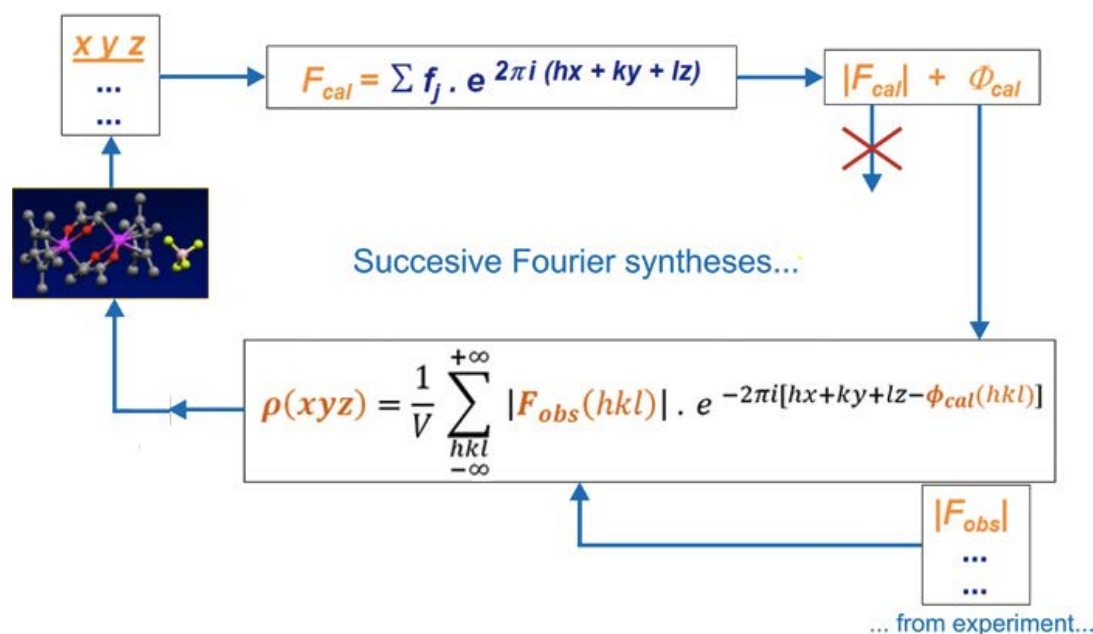 x y z
...
...
F_cal = ∑ f_j . e^{2πi (hx + ky + lz)}
|F_cal| + Φ_cal
Succesive Fourier syntheses...
ρ(xyz) = 1/V ∑_{hkl −∞}^{+∞} |F_obs(hkl)| . e^{−2πi[hx+ky+lz−ϕ_cal(hkl)]}
|F_obs|
...
...
... from experiment...